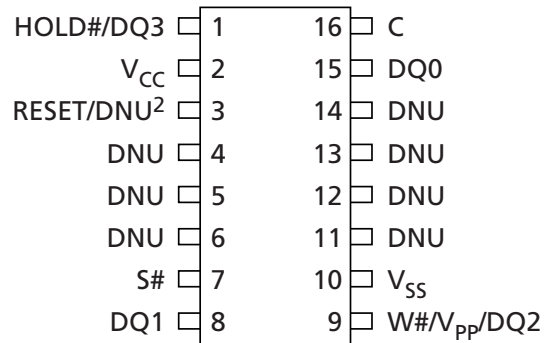 HOLD#/DQ3 1 16 C
VCC 2 15 DQ0
RESET/DNU2 3 14 DNU
DNU 4 13 DNU
DNU 5 12 DNU
DNU 6 11 DNU
S# 7 10 VSS
DQ1 8 9 W#/VPP/DQ2